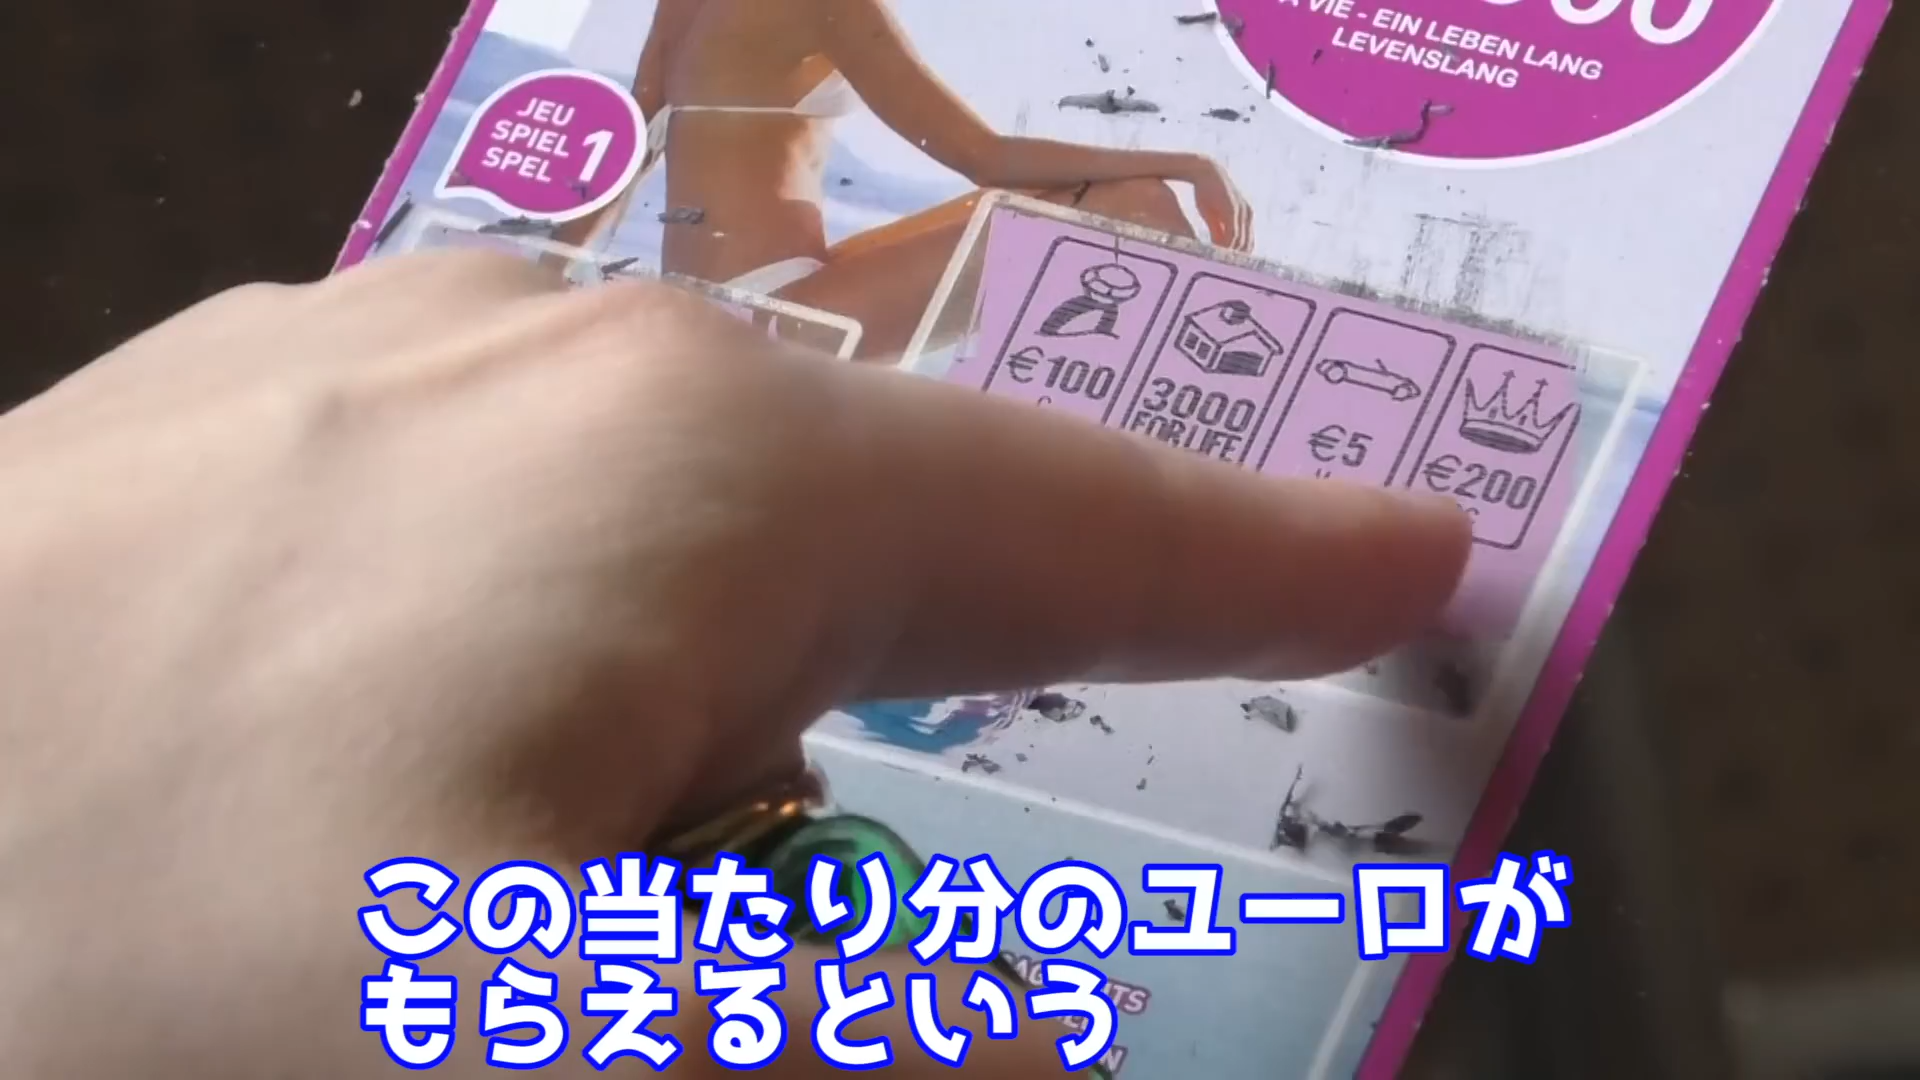 À VIE - EIN LEBEN LANG
LEVENSLANG
JEU
SPIEL 1
SPEL
€100
3000
FOR LIFE
€5
€200
この当たり分のユーロが
もらえるという